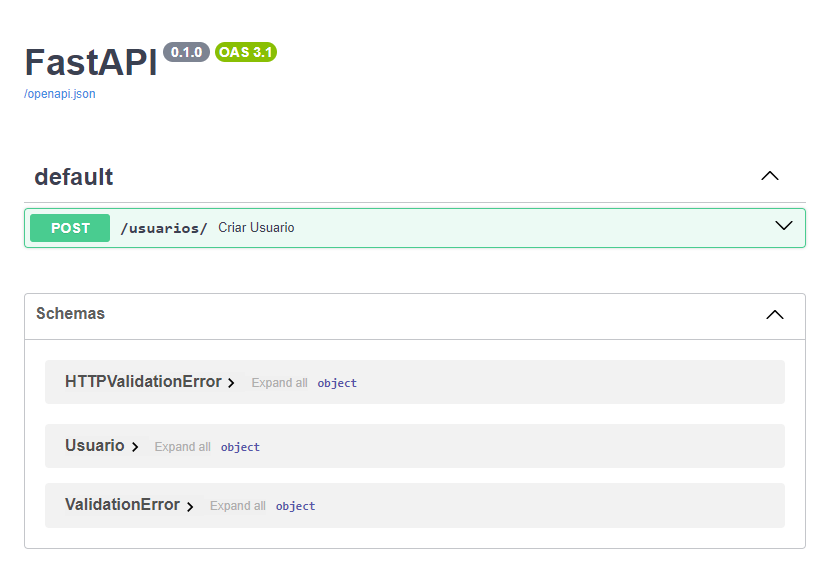 FastAPI 0.1.0 OAS 3.1
/openapi.json
default
POST /usuarios/ Criar Usuario
Schemas
HTTPValidationError Expand all object
Usuario Expand all object
ValidationError Expand all object